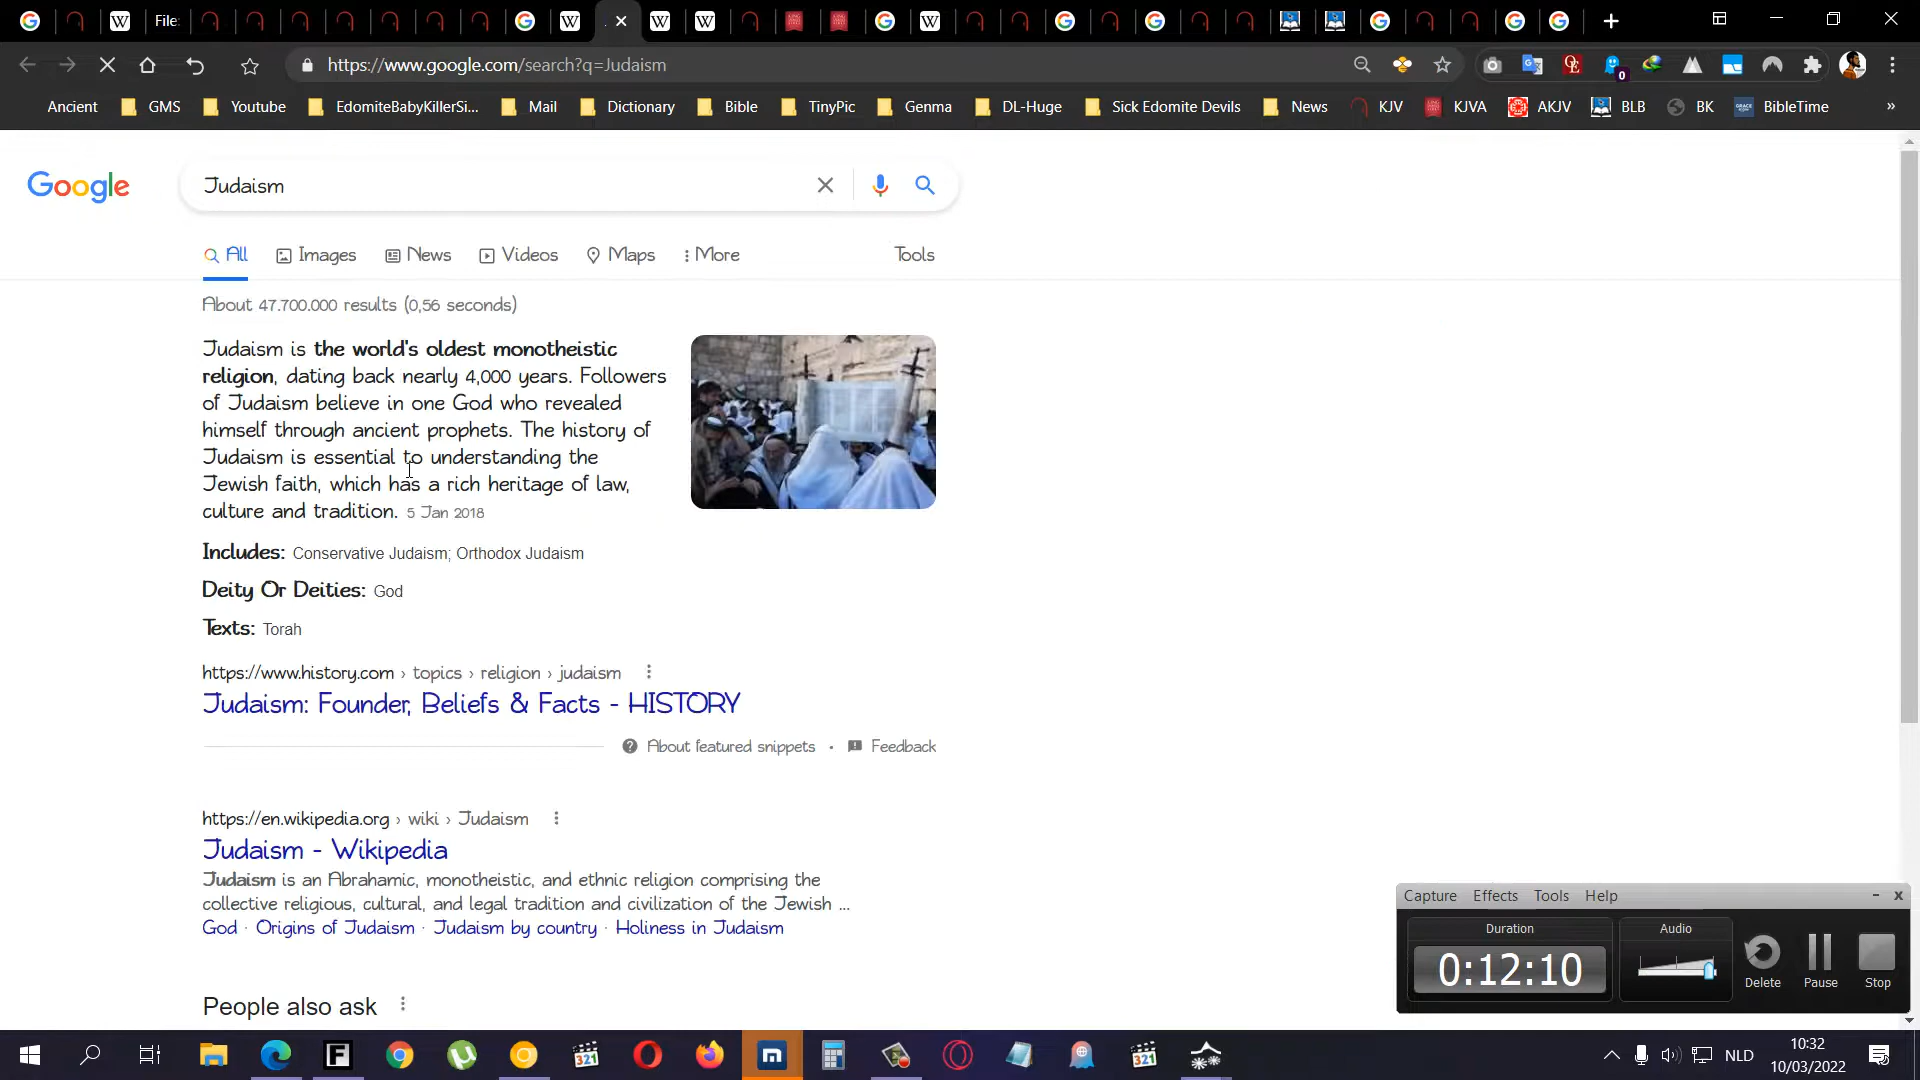 File:
https://www.google.com/search?q=Judaism
0
Ancient GMS Youtube EdomiteBabyKillerSi... Mail Dictionary Bible TinyPic Genma DL-Huge Sick Edomite Devils News KJV KJVA AKJV BLB BK BibleTime »
Google Judaism
All Images News Videos Maps More Tools
About 47.700.000 results (0,56 seconds)
Judaism is the world's oldest monotheistic
religion, dating back nearly 4,000 years. Followers
of Judaism believe in one God who revealed
himself through ancient prophets. The history of
Judaism is essential to understanding the
Jewish faith, which has a rich heritage of law,
culture and tradition. 5 Jan 2018
Includes: Conservative Judaism; Orthodox Judaism
Deity Or Deities: God
Texts: Torah
https://www.history.com › topics › religion › judaism
Judaism: Founder, Beliefs & Facts - HISTORY
About featured snippets • Feedback
https://en.wikipedia.org › wiki › Judaism
Judaism - Wikipedia
Judaism is an Abrahamic, monotheistic, and ethnic religion comprising the
collective religious, cultural, and legal tradition and civilization of the Jewish ...
God · Origins of Judaism · Judaism by country · Holiness in Judaism
People also ask
Capture Effects Tools Help
Duration Audio
0:12:10
Delete Pause Stop
NLD
10:32
10/03/2022